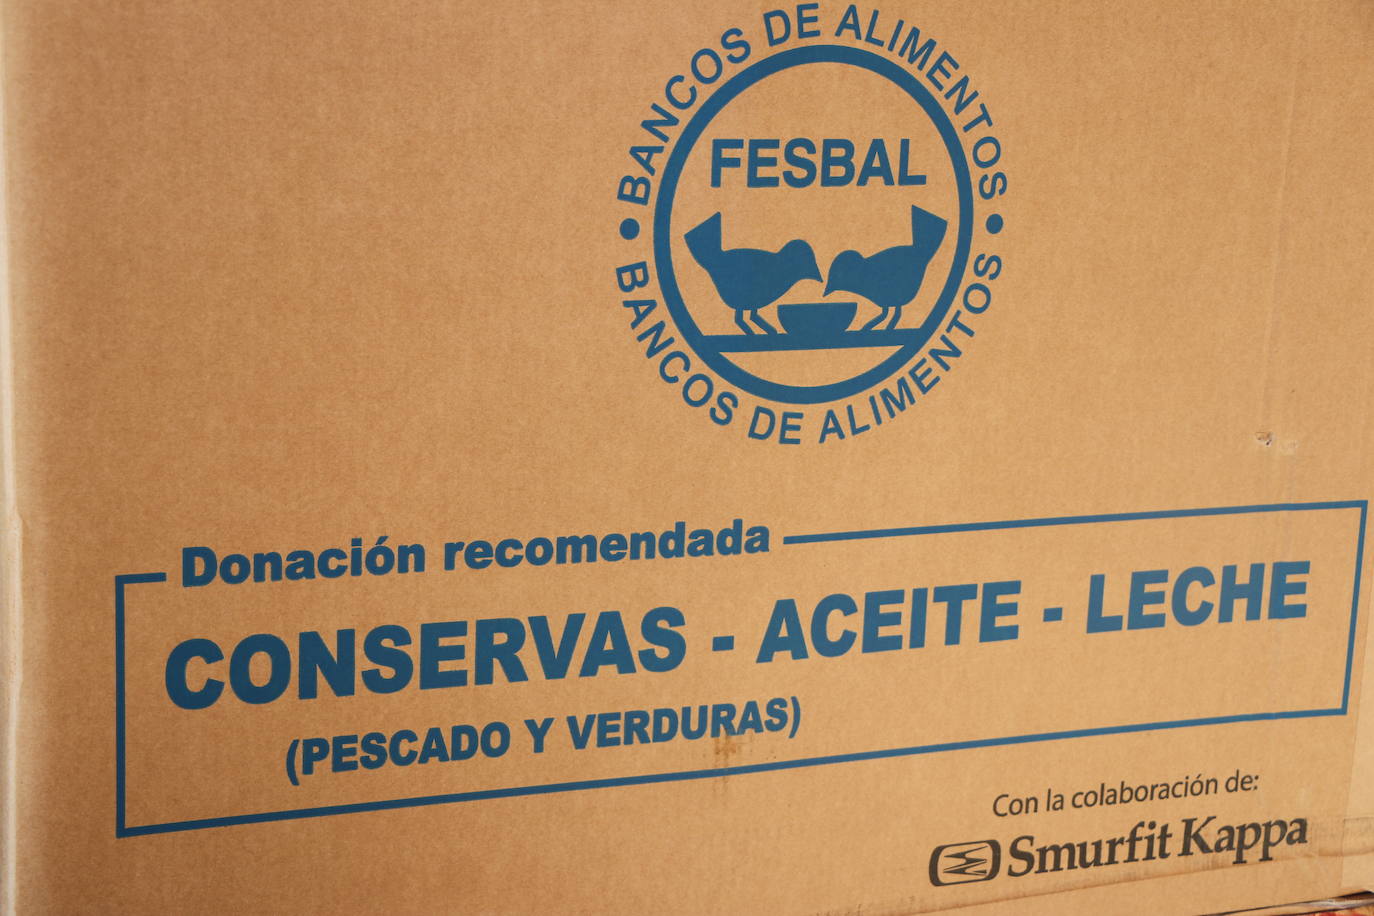 • BANCOS DE ALIMENTOS •
FESBAL
BANCOS DE ALIMENTOS
Donación recomendada
CONSERVAS - ACEITE - LECHE
(PESCADO Y VERDURAS)
Con la colaboración de:
Smurfit Kappa